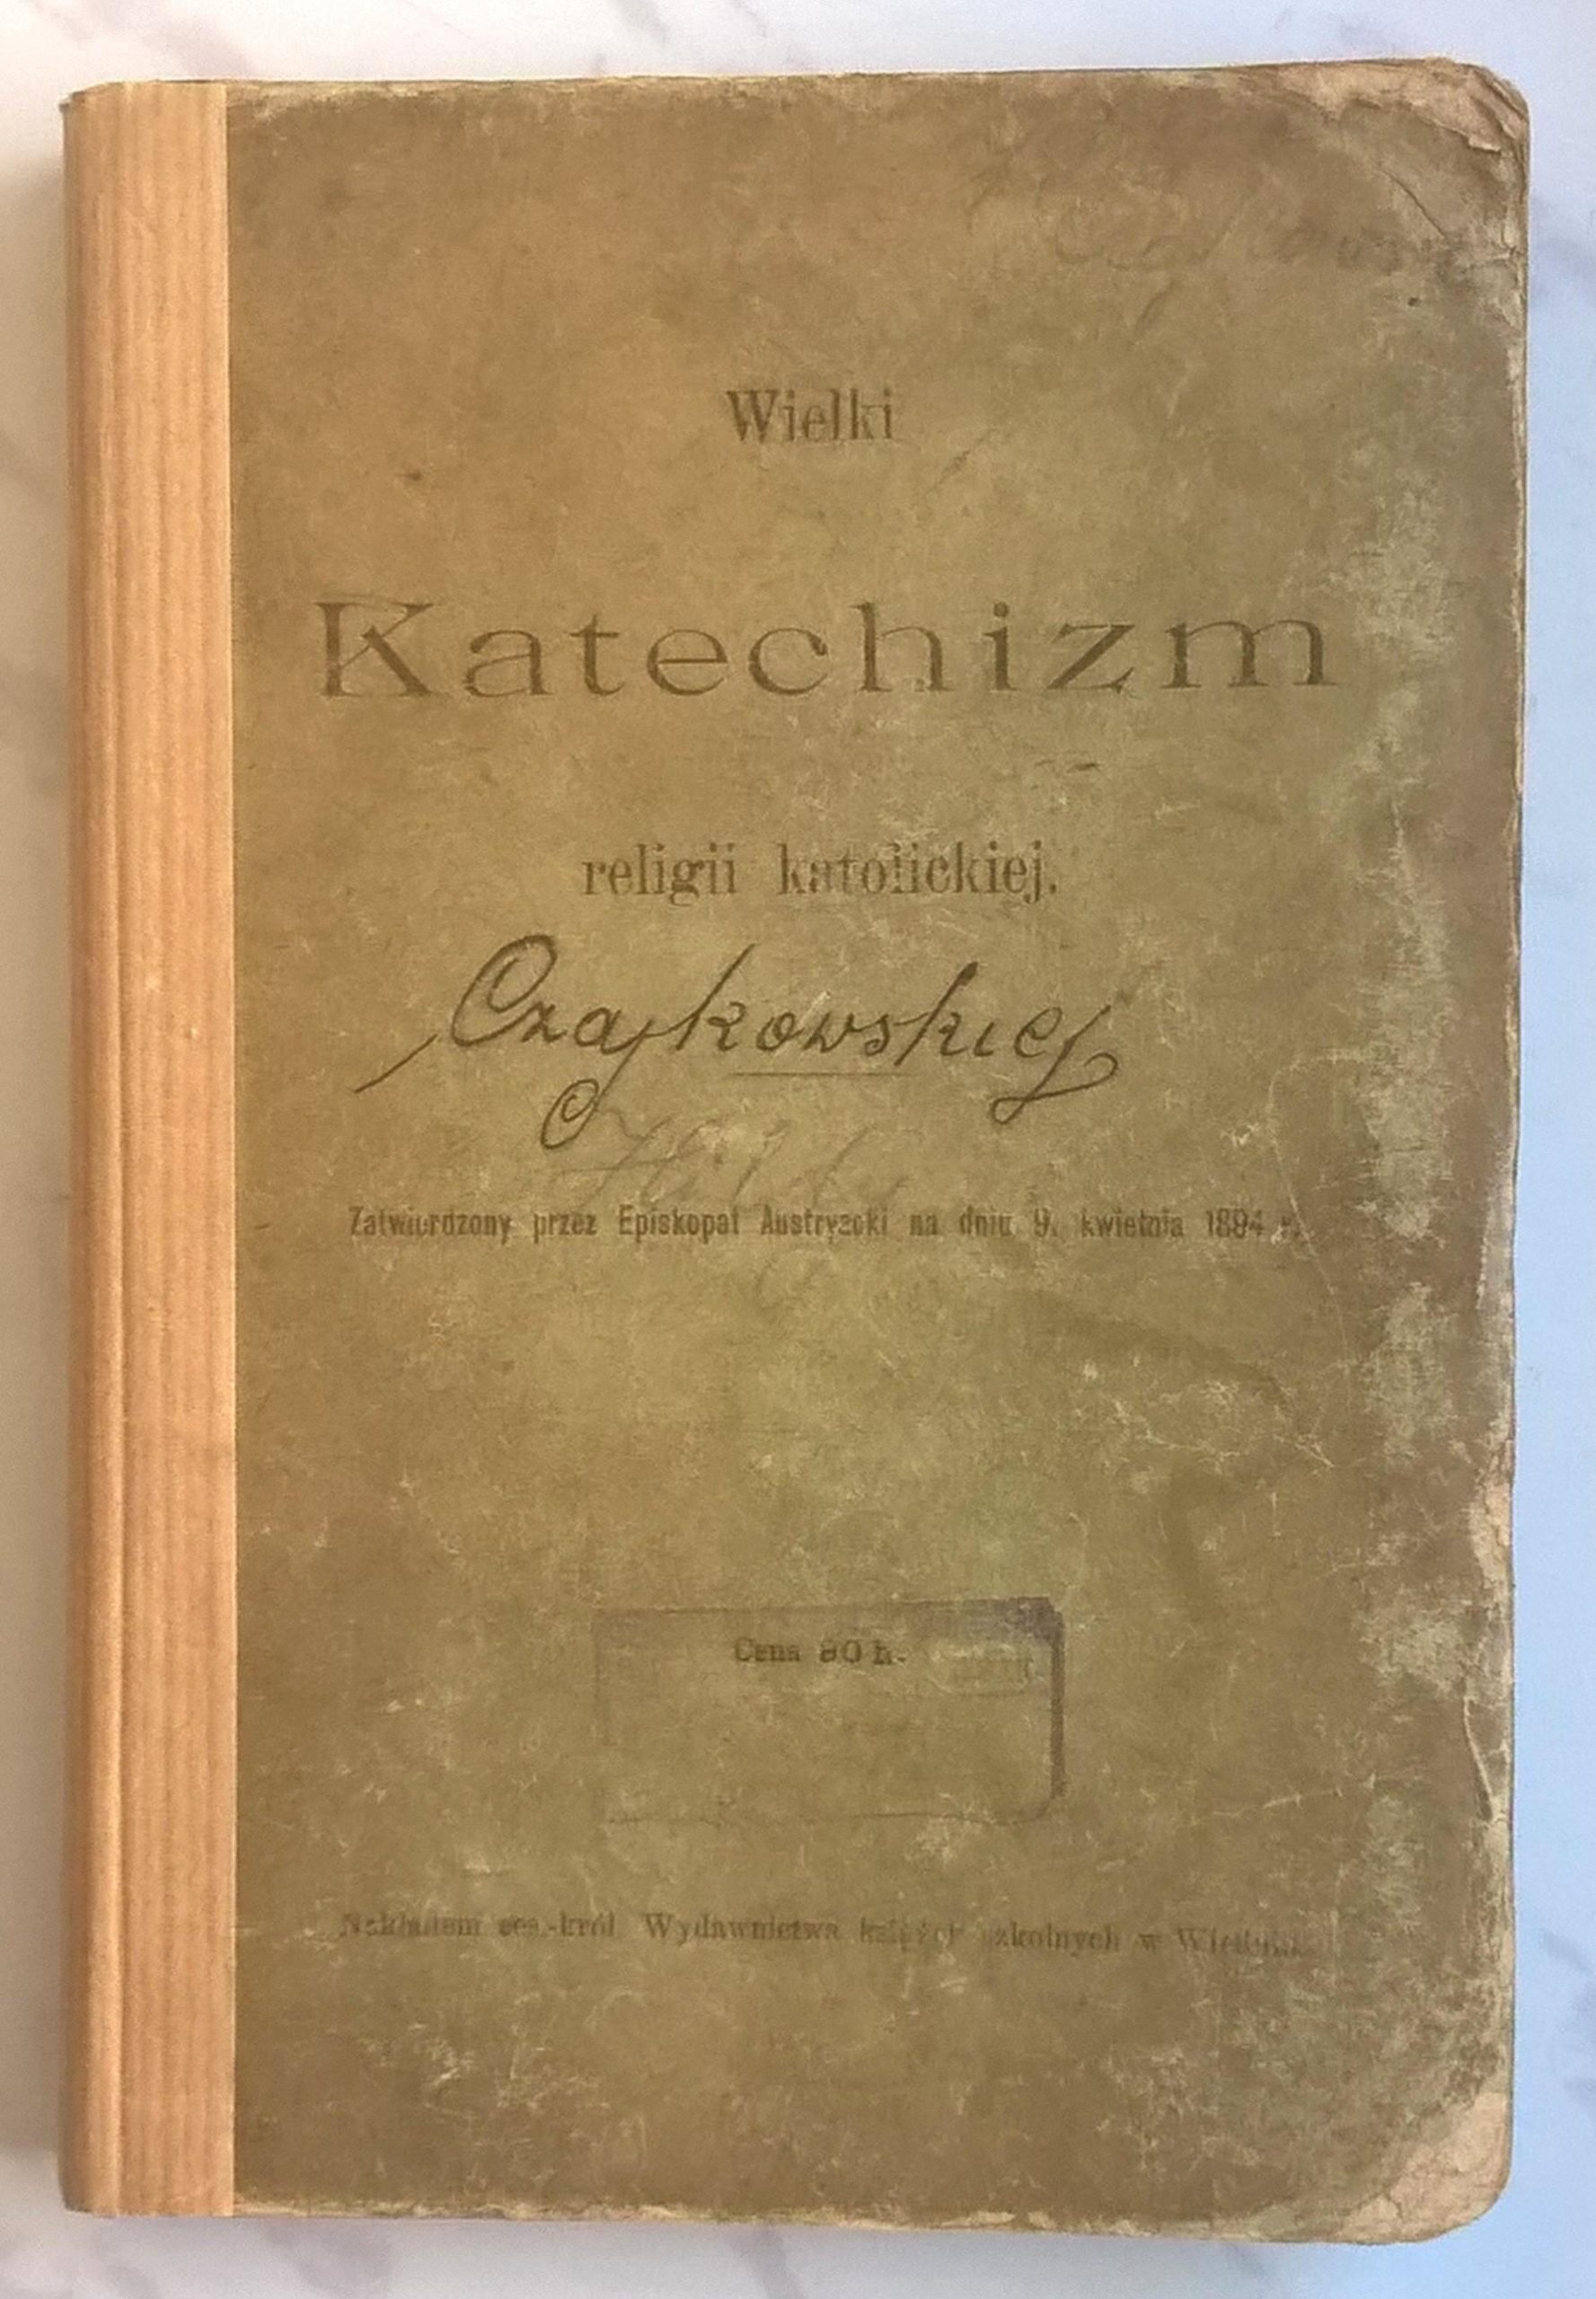 Wielki
Katechizm
religii katolickiej.
Czajkowskiej
Zatwierdzony przez Episkopat Austryacki na dniu 9. kwietnia 1894 r.
Cena 80 h.
Nakładem ces.-król. Wydawnictwa książek szkolnych w Wiedniu.